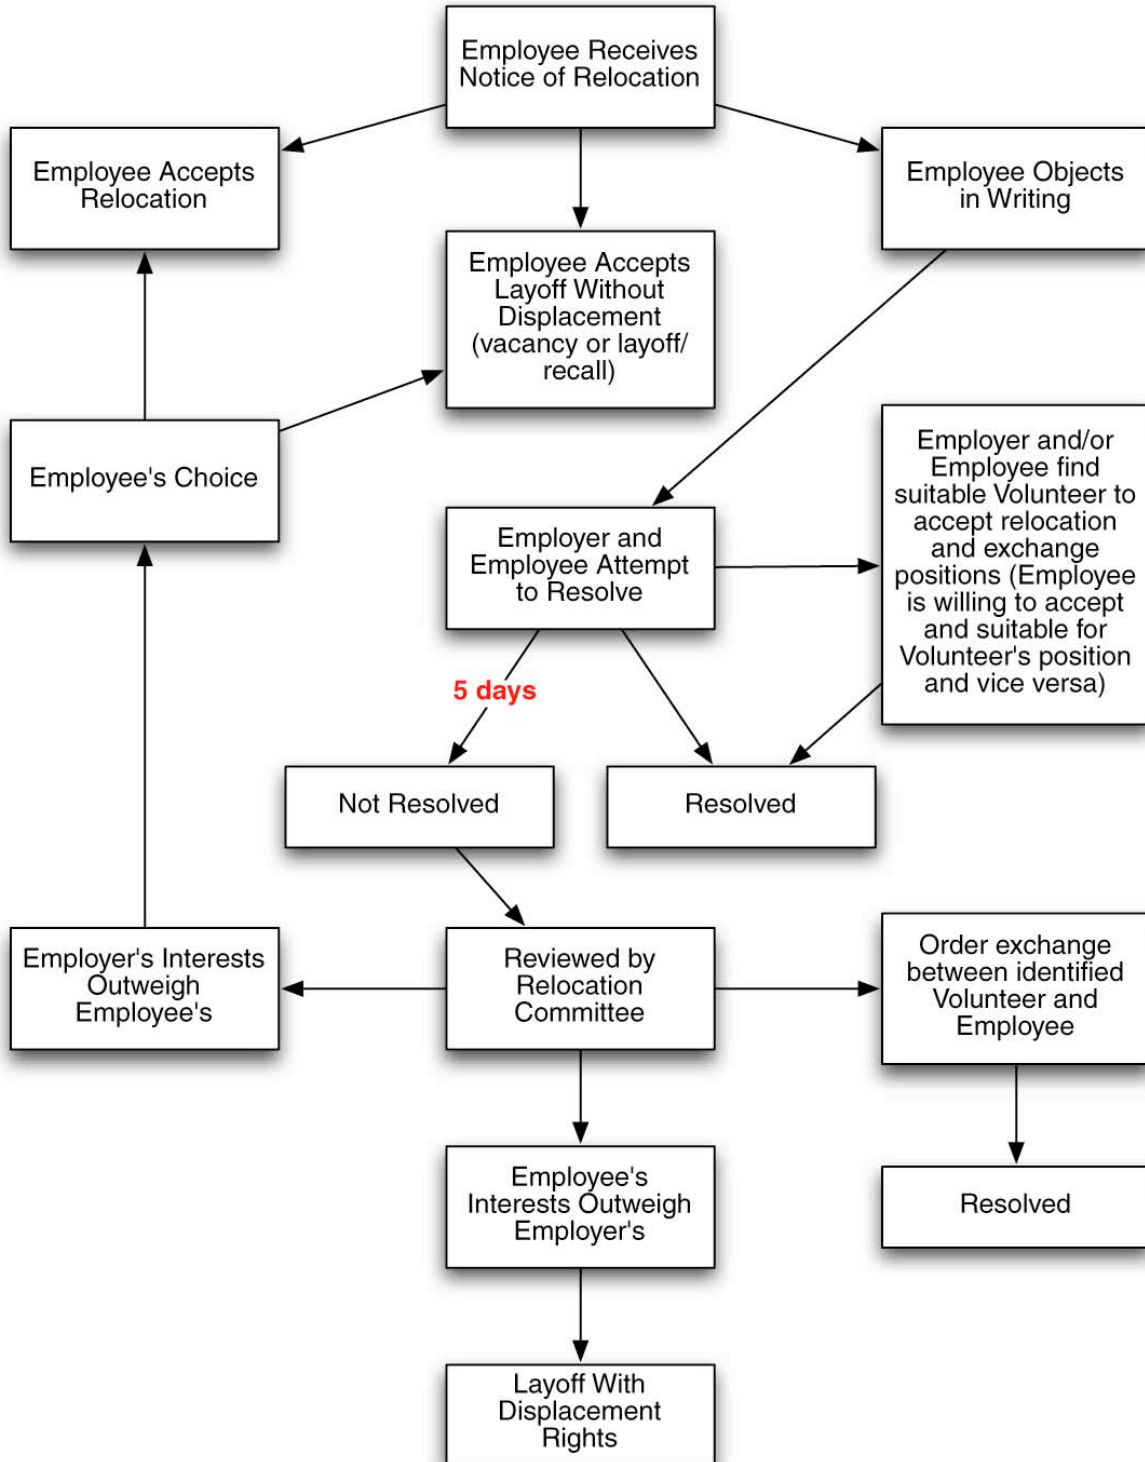 Employee Receives
Notice of Relocation
Employee Accepts
Relocation
Employee Objects
in Writing
Employee Accepts
Layoff Without
Displacement
(vacancy or layoff/
recall)
Employee's Choice
Employer and/or
Employee find
suitable Volunteer to
accept relocation
and exchange
positions (Employee
is willing to accept
and suitable for
Volunteer's position
and vice versa)
Employer and
Employee Attempt
to Resolve
5 days
Not Resolved
Resolved
Employer's Interests
Outweigh
Employee's
Reviewed by
Relocation
Committee
Order exchange
between identified
Volunteer and
Employee
Employee's
Interests Outweigh
Employer's
Resolved
Layoff With
Displacement
Rights